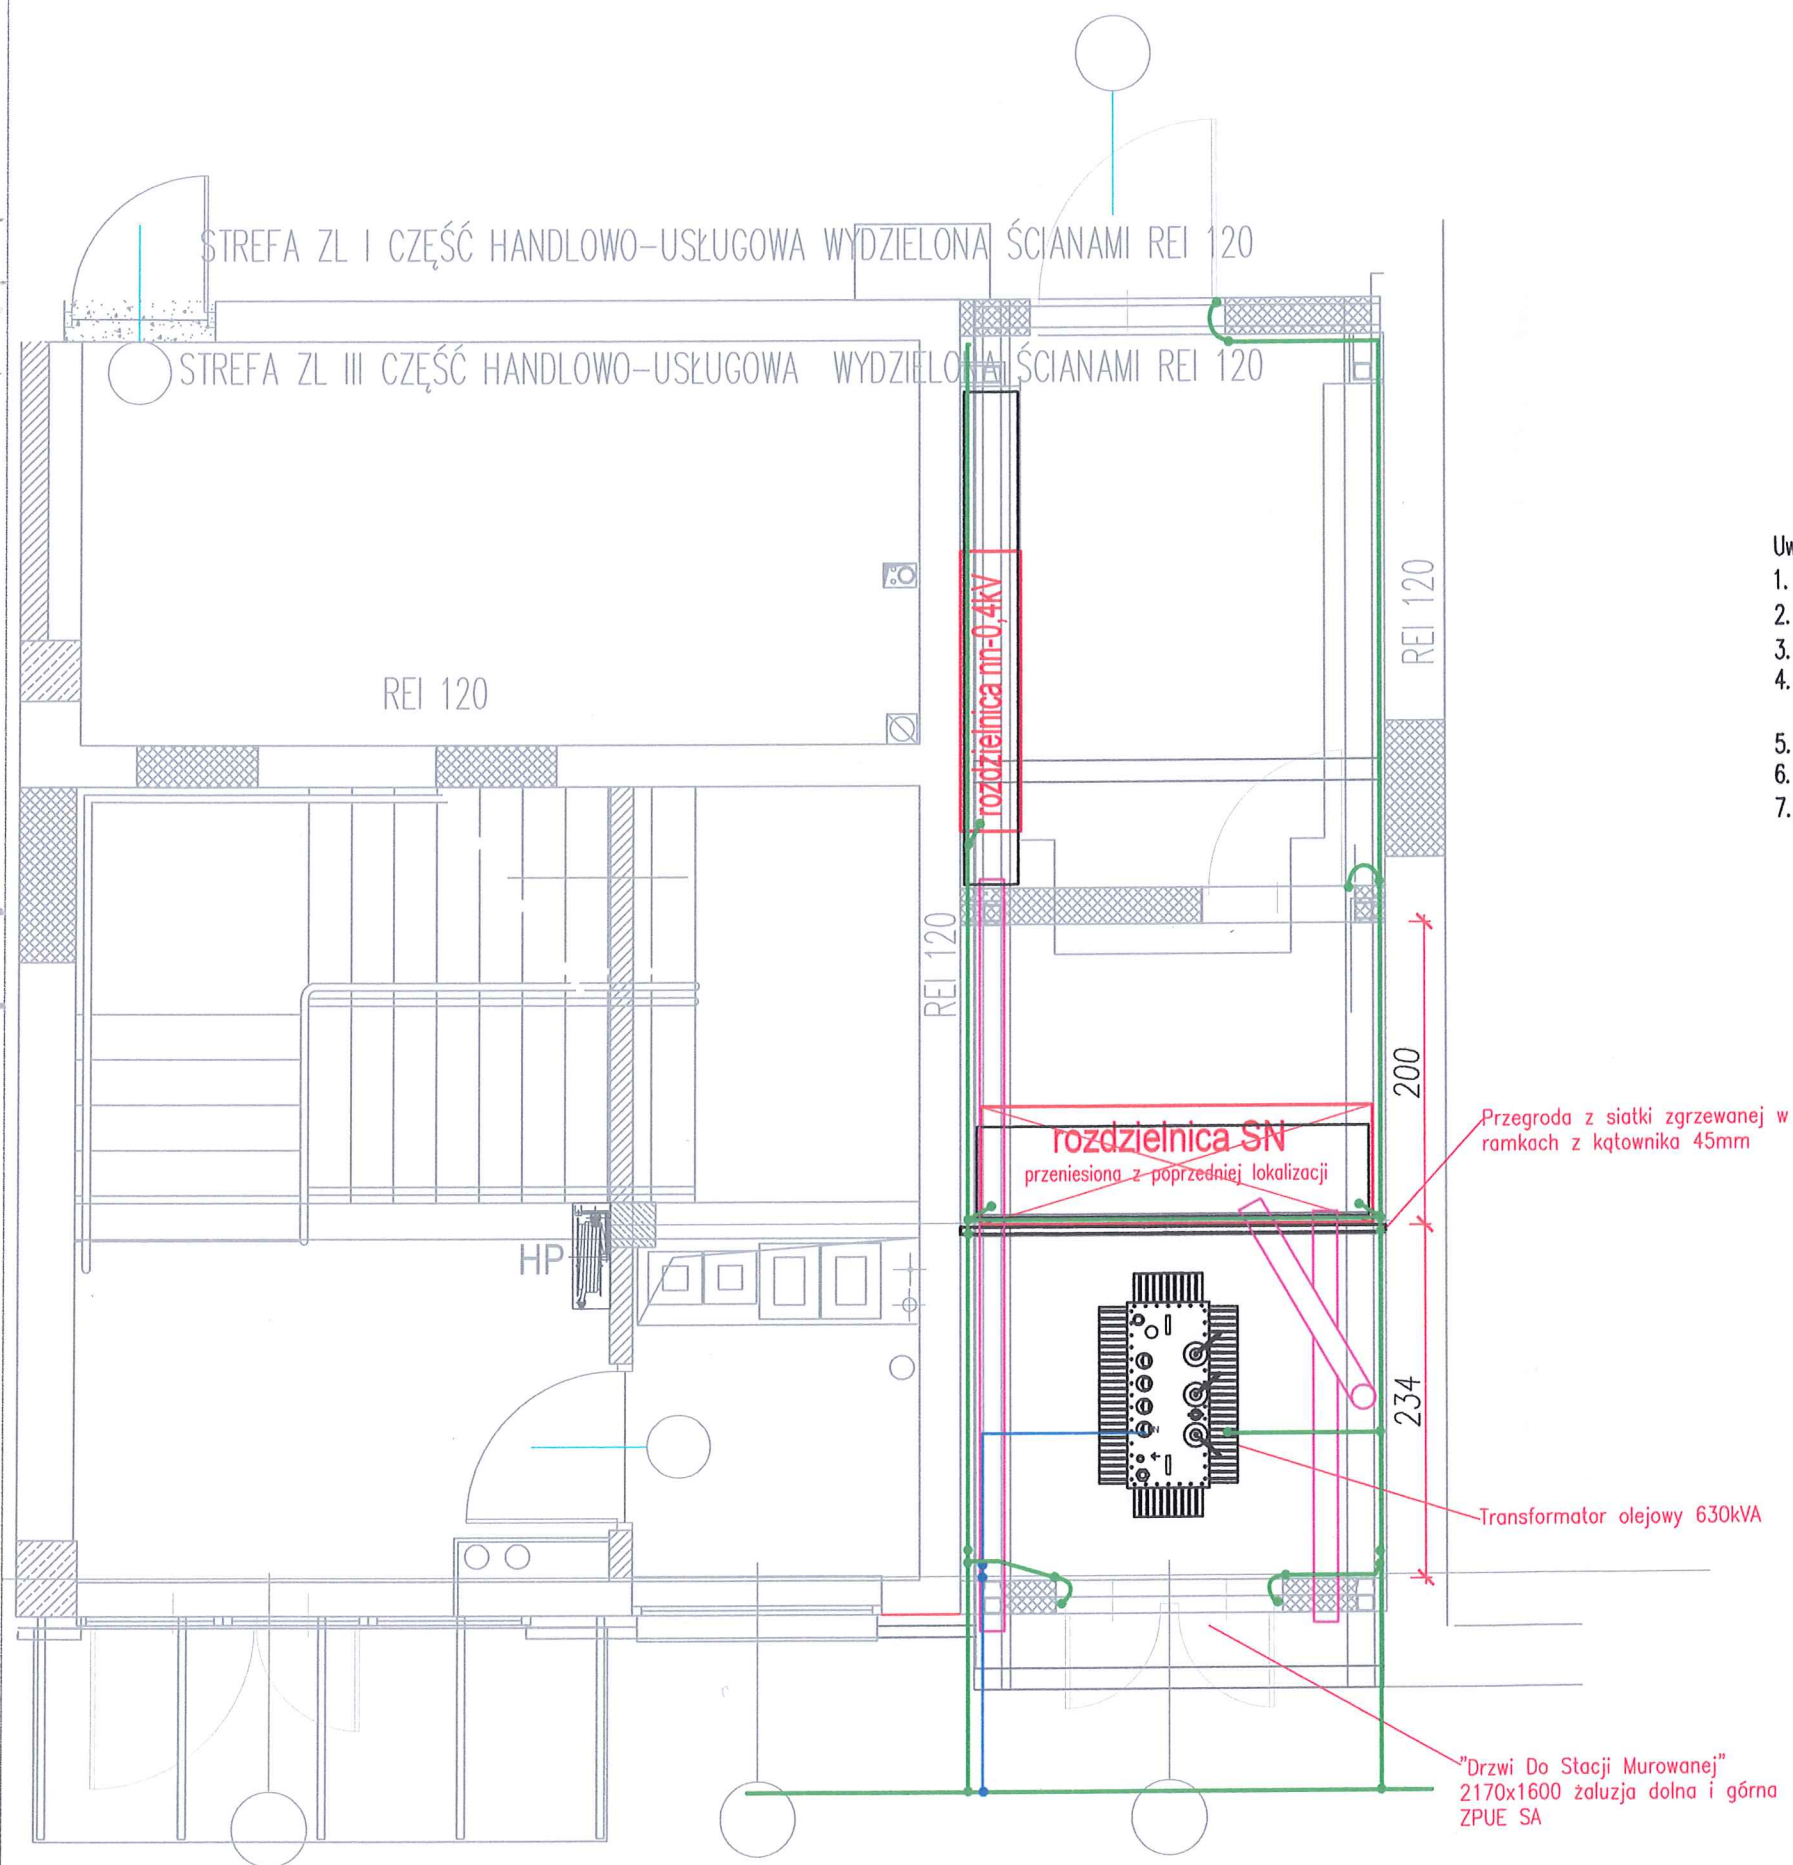 STREFA ZL I CZĘŚĆ HANDLOWO-USŁUGOWA WYDZIELONA ŚCIANAMI REI 120
STREFA ZL III CZĘŚĆ HANDLOWO-USŁUGOWA WYDZIELONA ŚCIANAMI REI 120
1.
2.
3.
4.
5.
6.
7.
REI 120
rozdzielnica nn-0,4kV
REI 120
REI 120
200
Przegroda z siatki zgrzewanej w
ramkach z kątownika 45mm
rozdzielnica SN
przeniesiona z poprzedniej lokalizacji
HP
234
N
Transformator olejowy 630kVA
"Drzwi Do Stacji Murowanej"
2170x1600 żaluzja dolna i górna
ZPUE SA